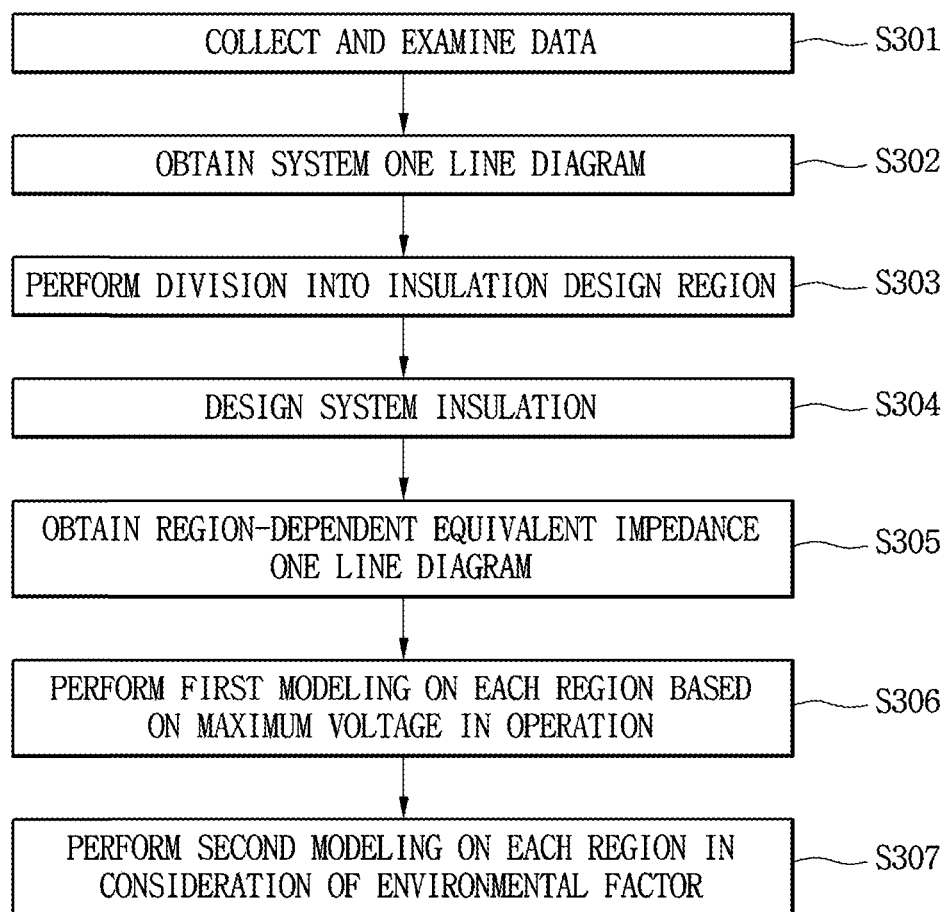 COLLECT AND EXAMINE DATA
S301
OBTAIN SYSTEM ONE LINE DIAGRAM
S302
PERFORM DIVISION INTO INSULATION DESIGN REGION
S303
DESIGN SYSTEM INSULATION
S304
OBTAIN REGION-DEPENDENT EQUIVALENT IMPEDANCE
ONE LINE DIAGRAM
S305
PERFORM FIRST MODELING ON EACH REGION BASED
ON MAXIMUM VOLTAGE IN OPERATION
S306
PERFORM SECOND MODELING ON EACH REGION IN
CONSIDERATION OF ENVIRONMENTAL FACTOR
S307